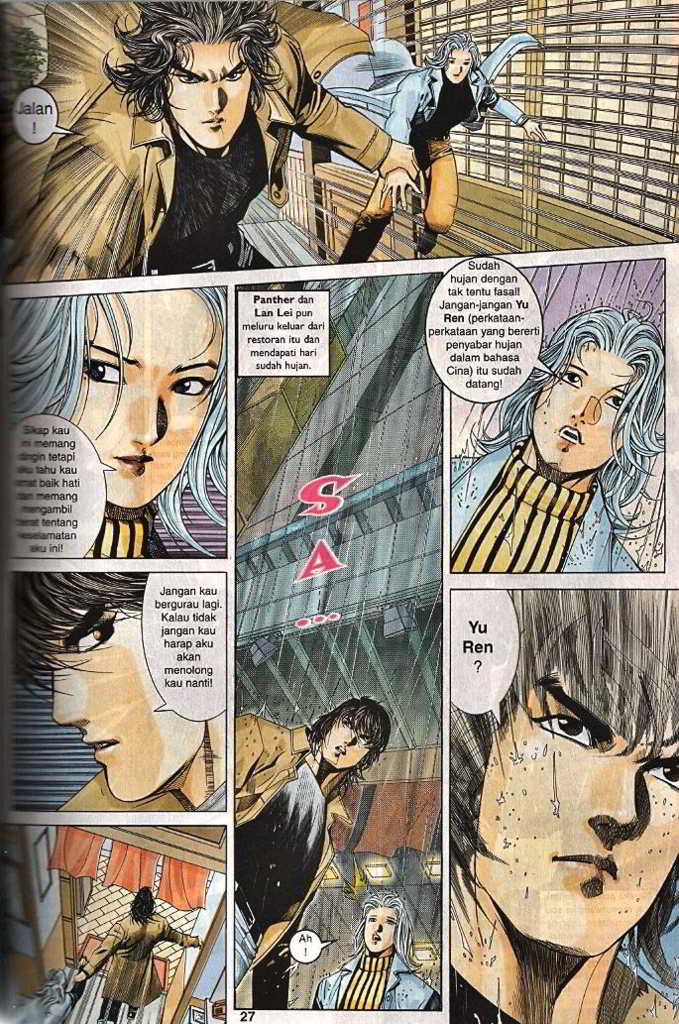 Jalan
!
Sikap kau
ini memang
dingin tetapi
aku tahu kau
amat baik hati
dan memang
mengambil
berat tentang
keselamatan
aku ini!
Jangan kau
bergurau lagi.
Kalau tidak
jangan kau
harap aku
akan
menolong
kau nanti!
Panther dan
Lan Lei pun
meluru keluar dari
restoran itu dan
mendapati hari
sudah hujan.
SA...
Ah
!
Sudah
hujan dengan
tak tentu fasal!
Jangan-jangan Yu
Ren (perkataan-
perkataan yang bererti
penyabar hujan
dalam bahasa
Cina) itu sudah
datang!
Yu
Ren
?
27